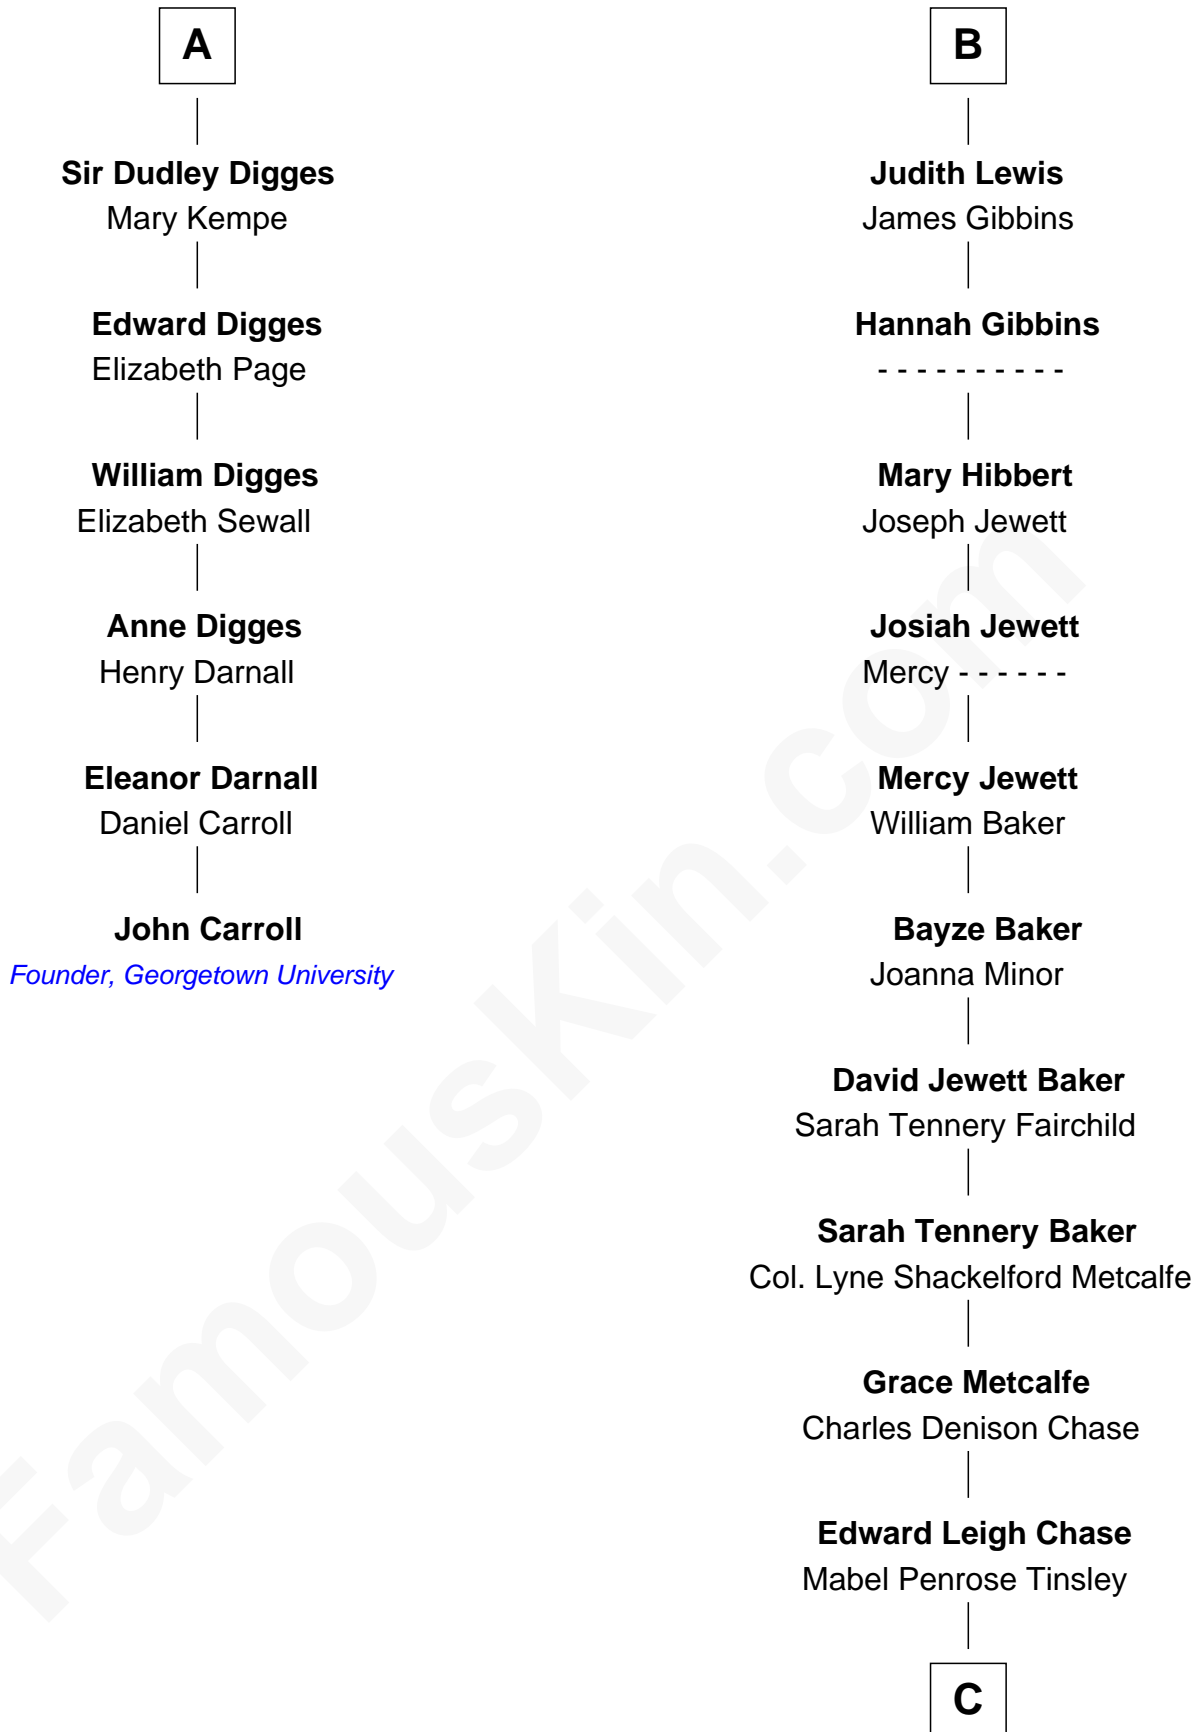 A
Sir Dudley Digges
Mary Kempe
Edward Digges
Elizabeth Page
William Digges
Elizabeth Sewall
Anne Digges
Henry Darnall
Eleanor Darnall
Daniel Carroll
John Carroll
Founder, Georgetown University
B
Judith Lewis
James Gibbins
Hannah Gibbins
- - - - - - - - - -
Mary Hibbert
Joseph Jewett
Josiah Jewett
Mercy - - - - - -
Mercy Jewett
William Baker
Bayze Baker
Joanna Minor
David Jewett Baker
Sarah Tennery Fairchild
Sarah Tennery Baker
Col. Lyne Shackelford Metcalfe
Grace Metcalfe
Charles Denison Chase
Edward Leigh Chase
Mabel Penrose Tinsley
C
FamousKin.com